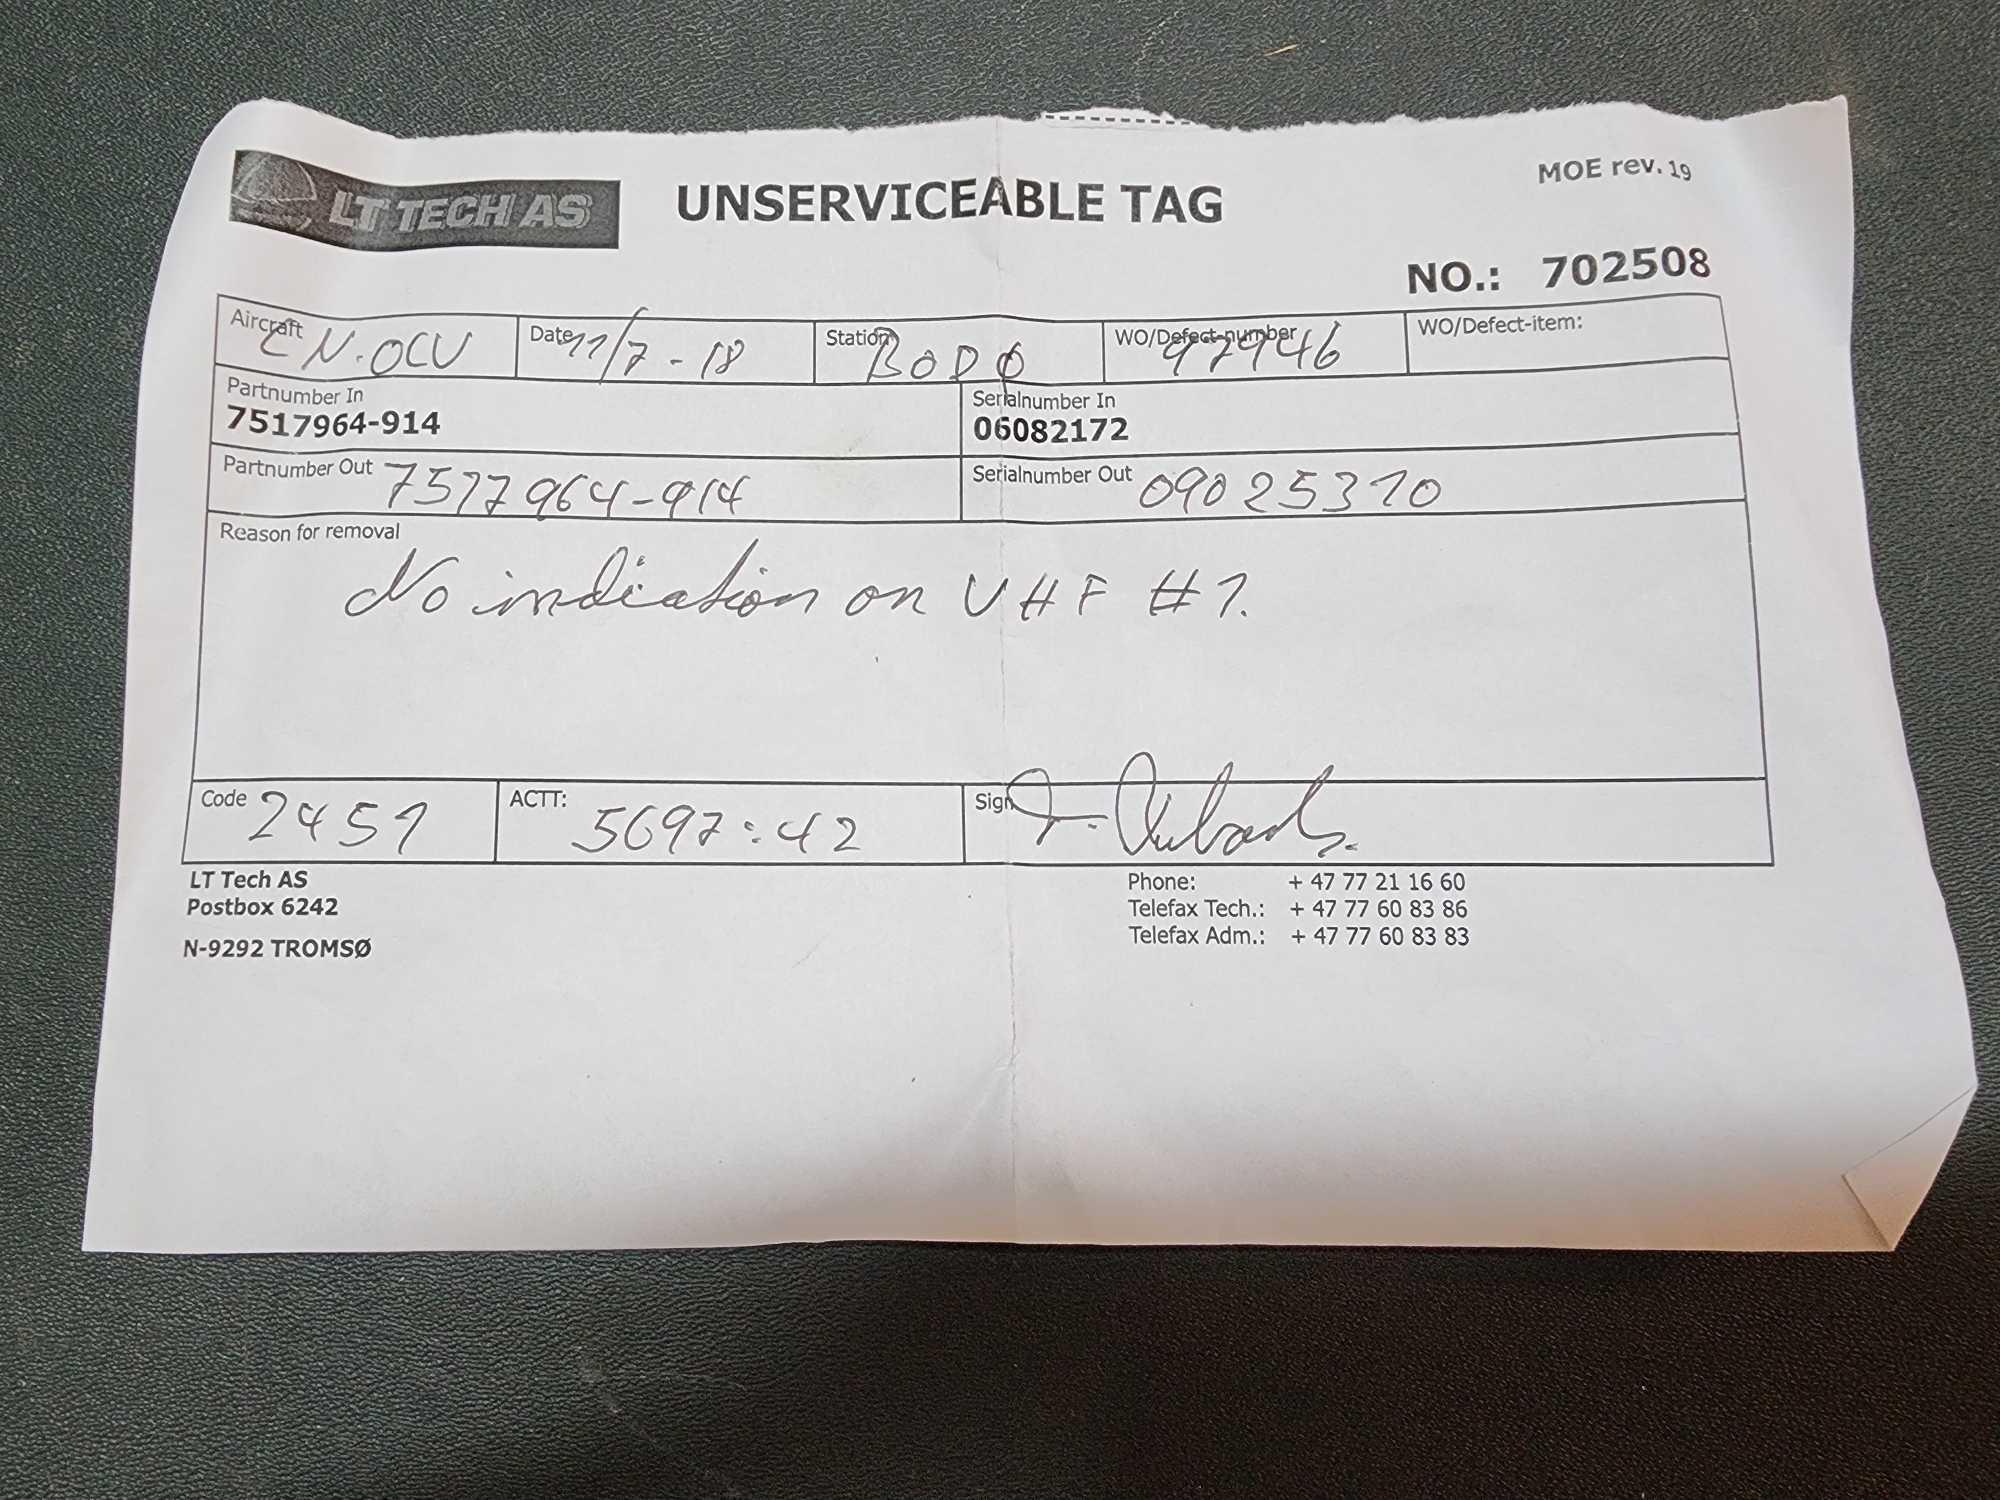 LT TECH AS
UNSERVICEABLE TAG
MOE rev. 19
NO.: 702508
Aircraft LN-OCU
Date 11/7-18
Station BODØ
WO/Defect-number 97946
WO/Defect-item:
Partnumber In
7517964-914
Serialnumber In
06082172
Partnumber Out 7517964-914
Serialnumber Out 09025310
Reason for removal
No indication on VHF #1.
Code 2451
ACTT: 5697:42
Sign
LT Tech AS
Postbox 6242
N-9292 TROMSØ
Phone: + 47 77 21 16 60
Telefax Tech.: + 47 77 60 83 86
Telefax Adm.: + 47 77 60 83 83